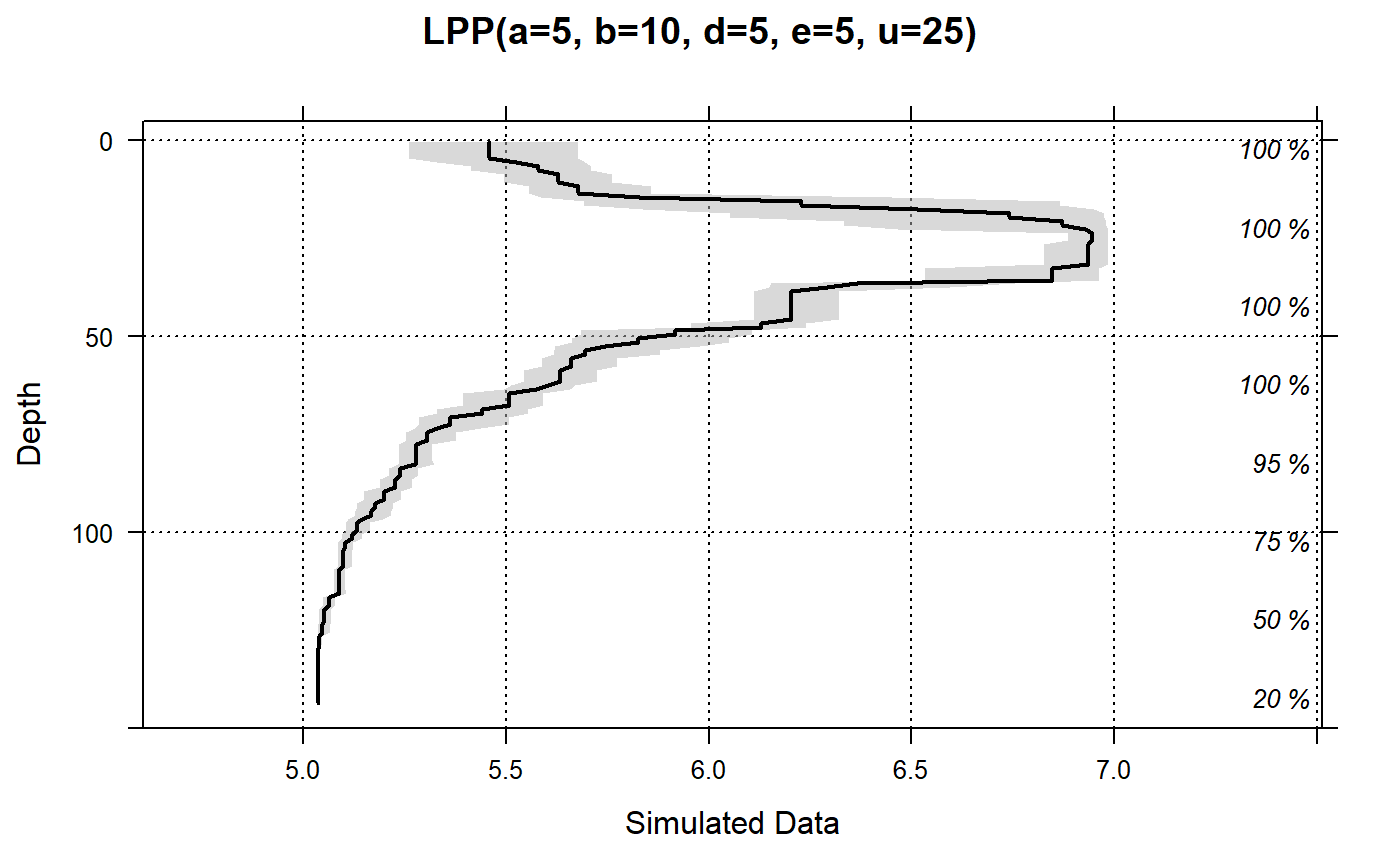 LPP(a=5, b=10, d=5, e=5, u=25)
0
100 %
100 %
100 %
50
100 %
Depth
95 %
100
75 %
50 %
20 %
5.0 5.5 6.0 6.5 7.0
Simulated Data